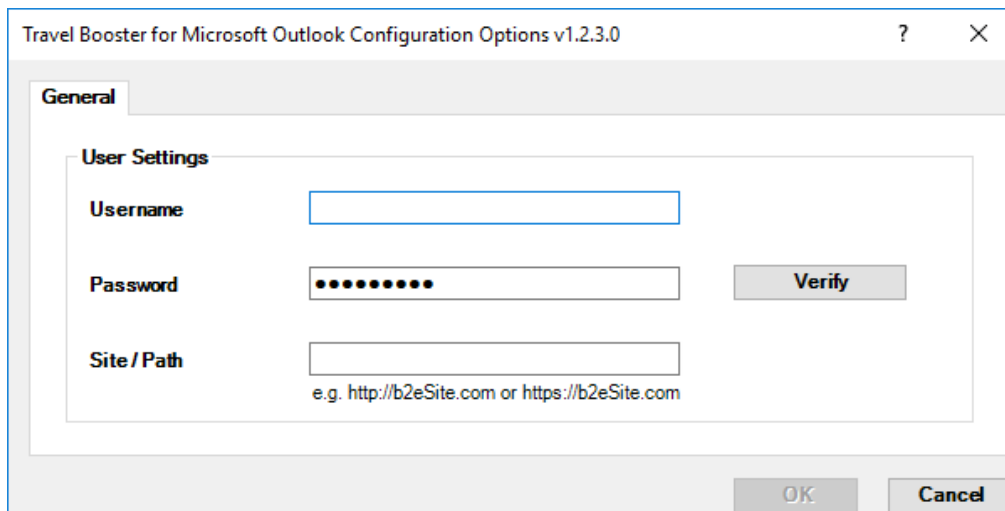 Travel Booster for Microsoft Outlook Configuration Options v1.2.3.0 ?
General
User Settings
Username
Password ●●●●●●●●● Verify
Site / Path
e.g. http://b2eSite.com or https://b2eSite.com
OK Cancel